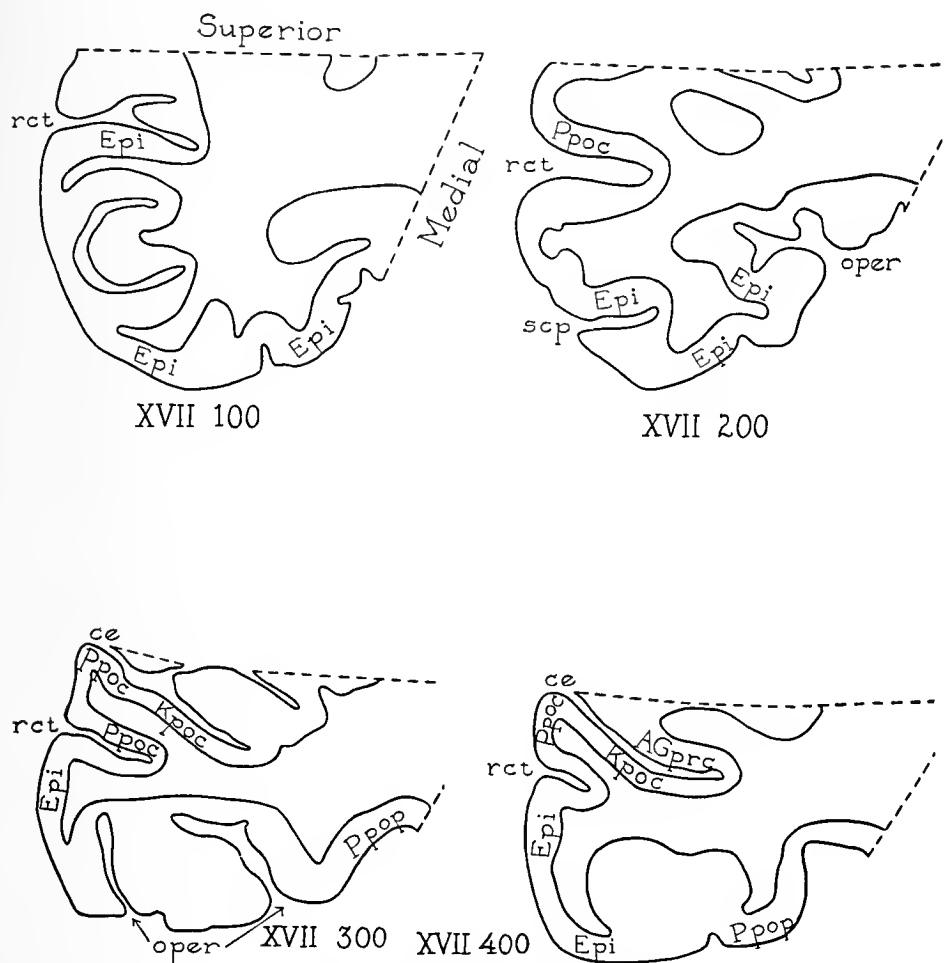 Superior
rct
Epi
Medial
Epi
Epi
XVII 100
Ppoc
rct
Epi
oper
Epi
scp
Epi
XVII 200
ce
Ppoc
Kpoc
rct
Ppoc
Epi
Ppop
oper
XVII 300
ce
Ppoc
AGprc
Kpoc
rct
Epi
Epi
Ppop
XVII 400